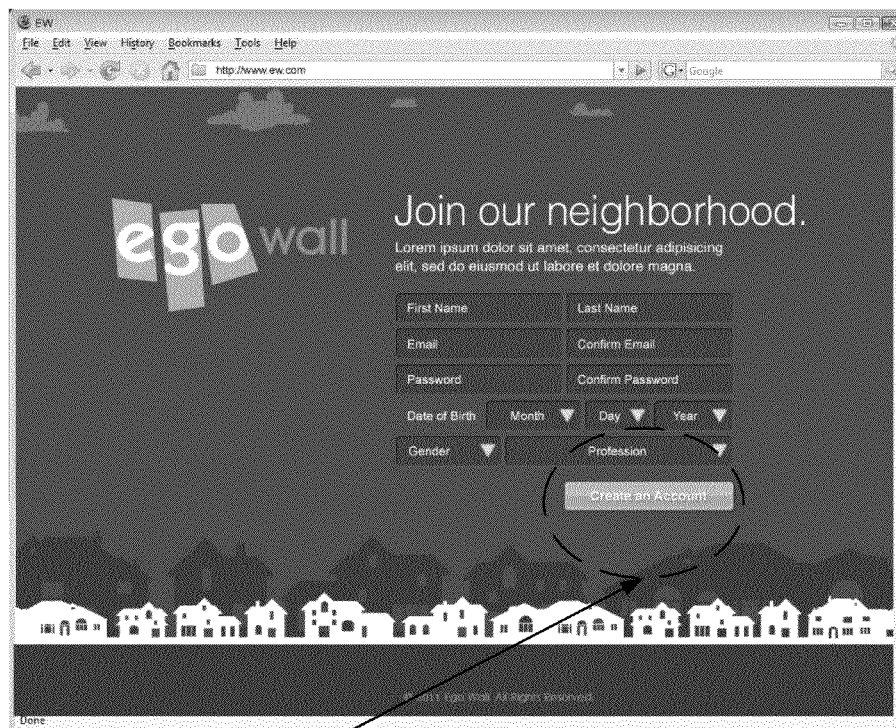 EW
File Edit View History Bookmarks Tools Help
http://www.ew.com Google
ego wall
Join our neighborhood.
Lorem ipsum dolor sit amet, consectetur adipisicing
elit, sed do eiusmod ut labore et dolore magna.
First Name Last Name
Email Confirm Email
Password Confirm Password
Date of Birth Month Day Year
Gender Profession
Create an Account
© 2011 Ego Wall. All Rights Reserved.
Done